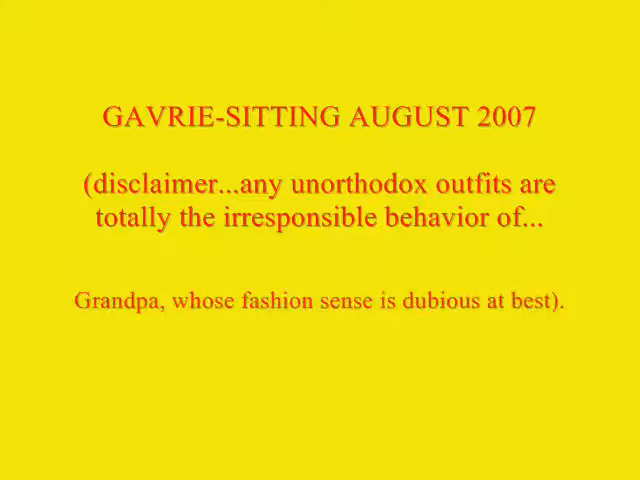 GAVRIE-SITTING AUGUST 2007
(disclaimer...any unorthodox outfits are
totally the irresponsible behavior of...
Grandpa, whose fashion sense is dubious at best).